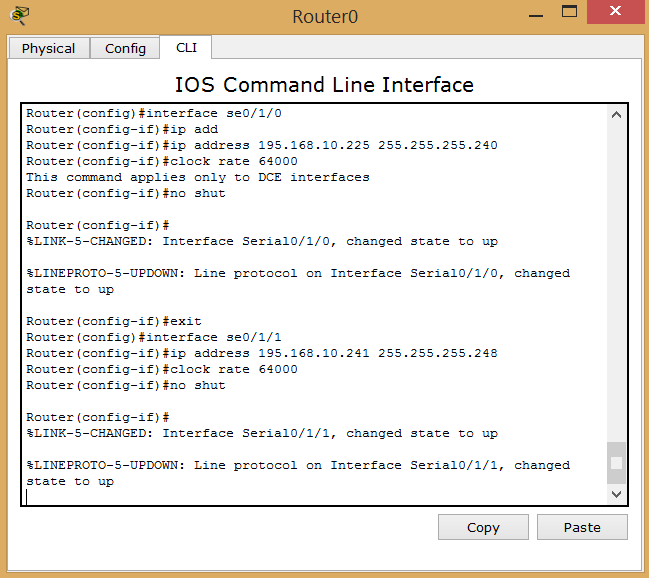 Router0
Physical
Config
CLI
IOS Command Line Interface
Router(config)#interface se0/1/0
Router(config-if)#ip add
Router(config-if)#ip address 195.168.10.225 255.255.255.240
Router(config-if)#clock rate 64000
This command applies only to DCE interfaces
Router(config-if)#no shut
Router(config-if)#
%LINK-5-CHANGED: Interface Serial0/1/0, changed state to up
%LINEPROTO-5-UPDOWN: Line protocol on Interface Serial0/1/0, changed
state to up
Router(config-if)#exit
Router(config)#interface se0/1/1
Router(config-if)#ip address 195.168.10.241 255.255.255.248
Router(config-if)#clock rate 64000
Router(config-if)#no shut
Router(config-if)#
%LINK-5-CHANGED: Interface Serial0/1/1, changed state to up
%LINEPROTO-5-UPDOWN: Line protocol on Interface Serial0/1/1, changed
state to up
Copy
Paste